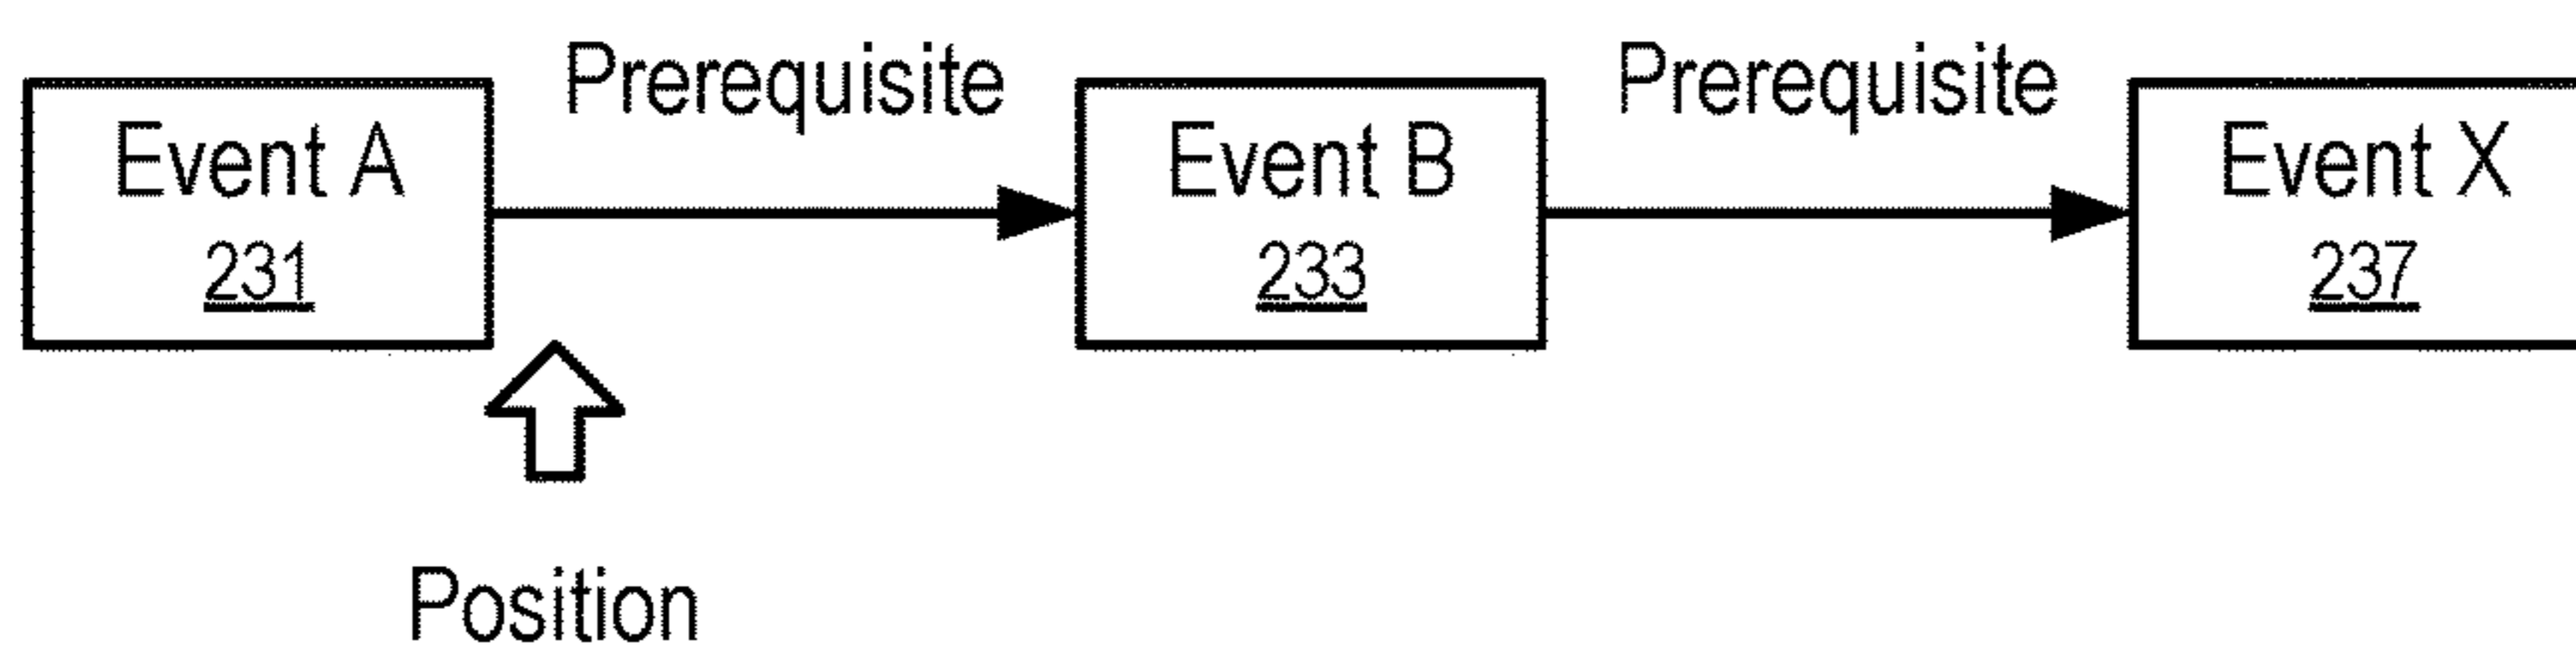 Prerequisite
Prerequisite
Event A
231
Event B
233
Event X
237
Position